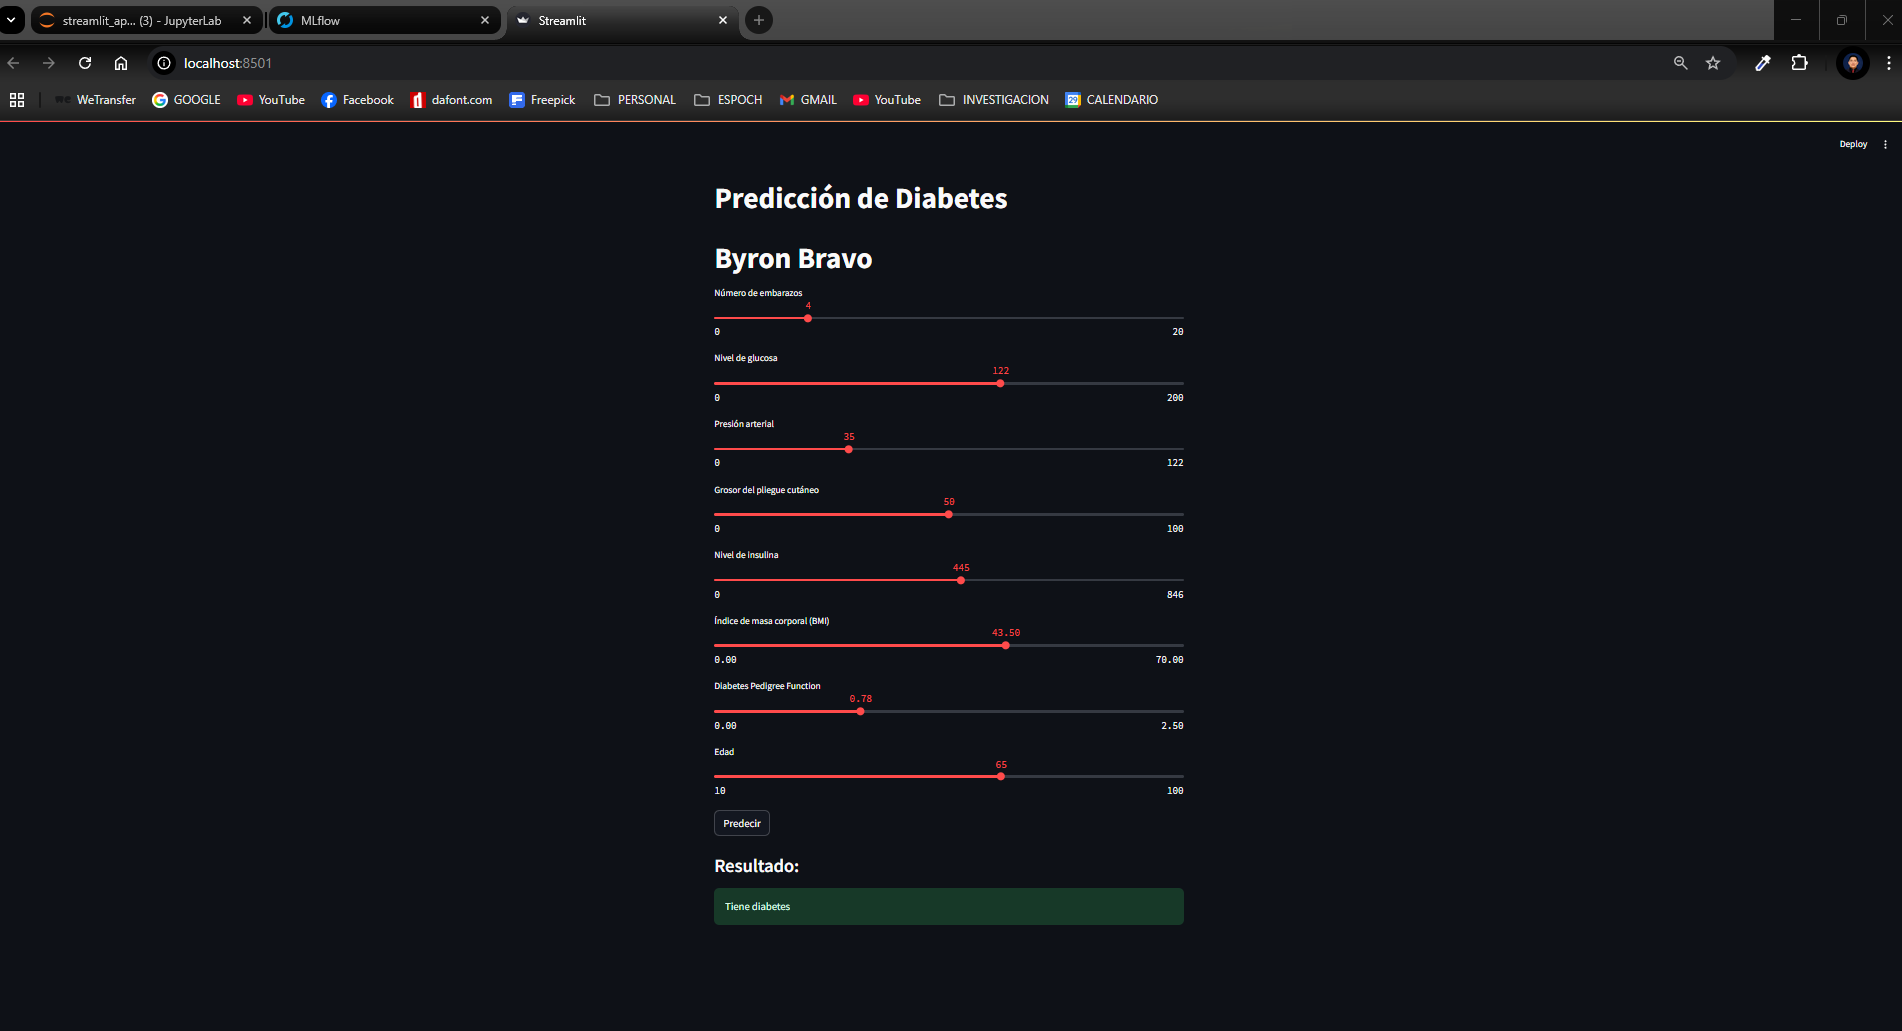 streamlit_ap... (3) - JupyterLab
MLflow
Streamlit
localhost:8501
WeTransfer
GOOGLE
YouTube
Facebook
dafont.com
Freepick
PERSONAL
ESPOCH
GMAIL
YouTube
INVESTIGACION
CALENDARIO
Deploy
Predicción de Diabetes
Byron Bravo
Número de embarazos
4
0 20
Nivel de glucosa
122
0 200
Presión arterial
35
0 122
Grosor del pliegue cutáneo
50
0 100
Nivel de insulina
445
0 846
Índice de masa corporal (BMI)
43.50
0.00 70.00
Diabetes Pedigree Function
0.78
0.00 2.50
Edad
65
10 100
Predecir
Resultado:
Tiene diabetes